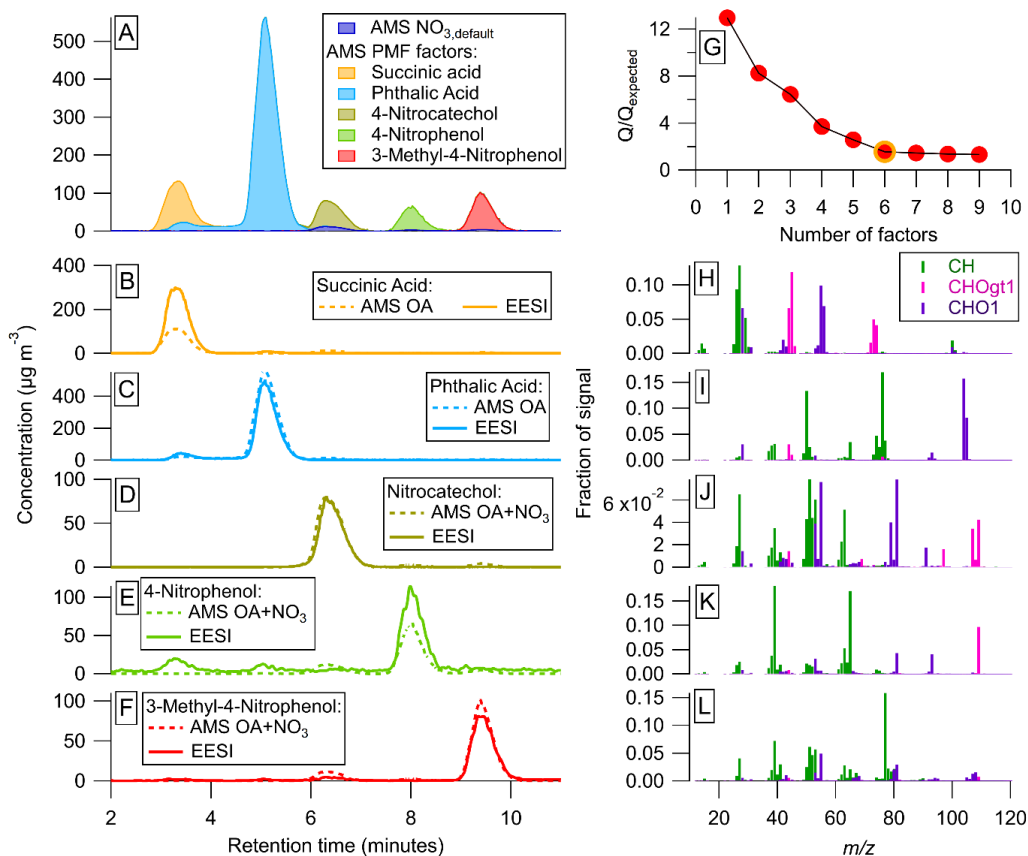 A
500
400
300
200
100
0
AMS NO3,default
AMS PMF factors:
Succinic acid
Phthalic Acid
4-Nitrocatechol
4-Nitrophenol
3-Methyl-4-Nitrophenol
B
400
200
0
Succinic Acid:
AMS OA
EESI
C
400
200
0
Phthalic Acid:
AMS OA
EESI
D
100
50
0
Nitrocatechol:
AMS OA+NO3
EESI
E
100
50
0
4-Nitrophenol:
AMS OA+NO3
EESI
F
100
50
0
3-Methyl-4-Nitrophenol:
AMS OA+NO3
EESI
Concentration (µg m⁻³)
2 4 6 8 10
Retention time (minutes)
G
12
8
4
0
Q/Qexpected
0 1 2 3 4 5 6 7 8 9 10
Number of factors
H
0.10
0.05
0.00
CH
CHOgt1
CHO1
I
0.15
0.10
0.05
0.00
J
6 x10⁻²
4
2
0
K
0.15
0.10
0.05
0.00
L
0.15
0.10
0.05
0.00
Fraction of signal
20 40 60 80 100 120
m/z